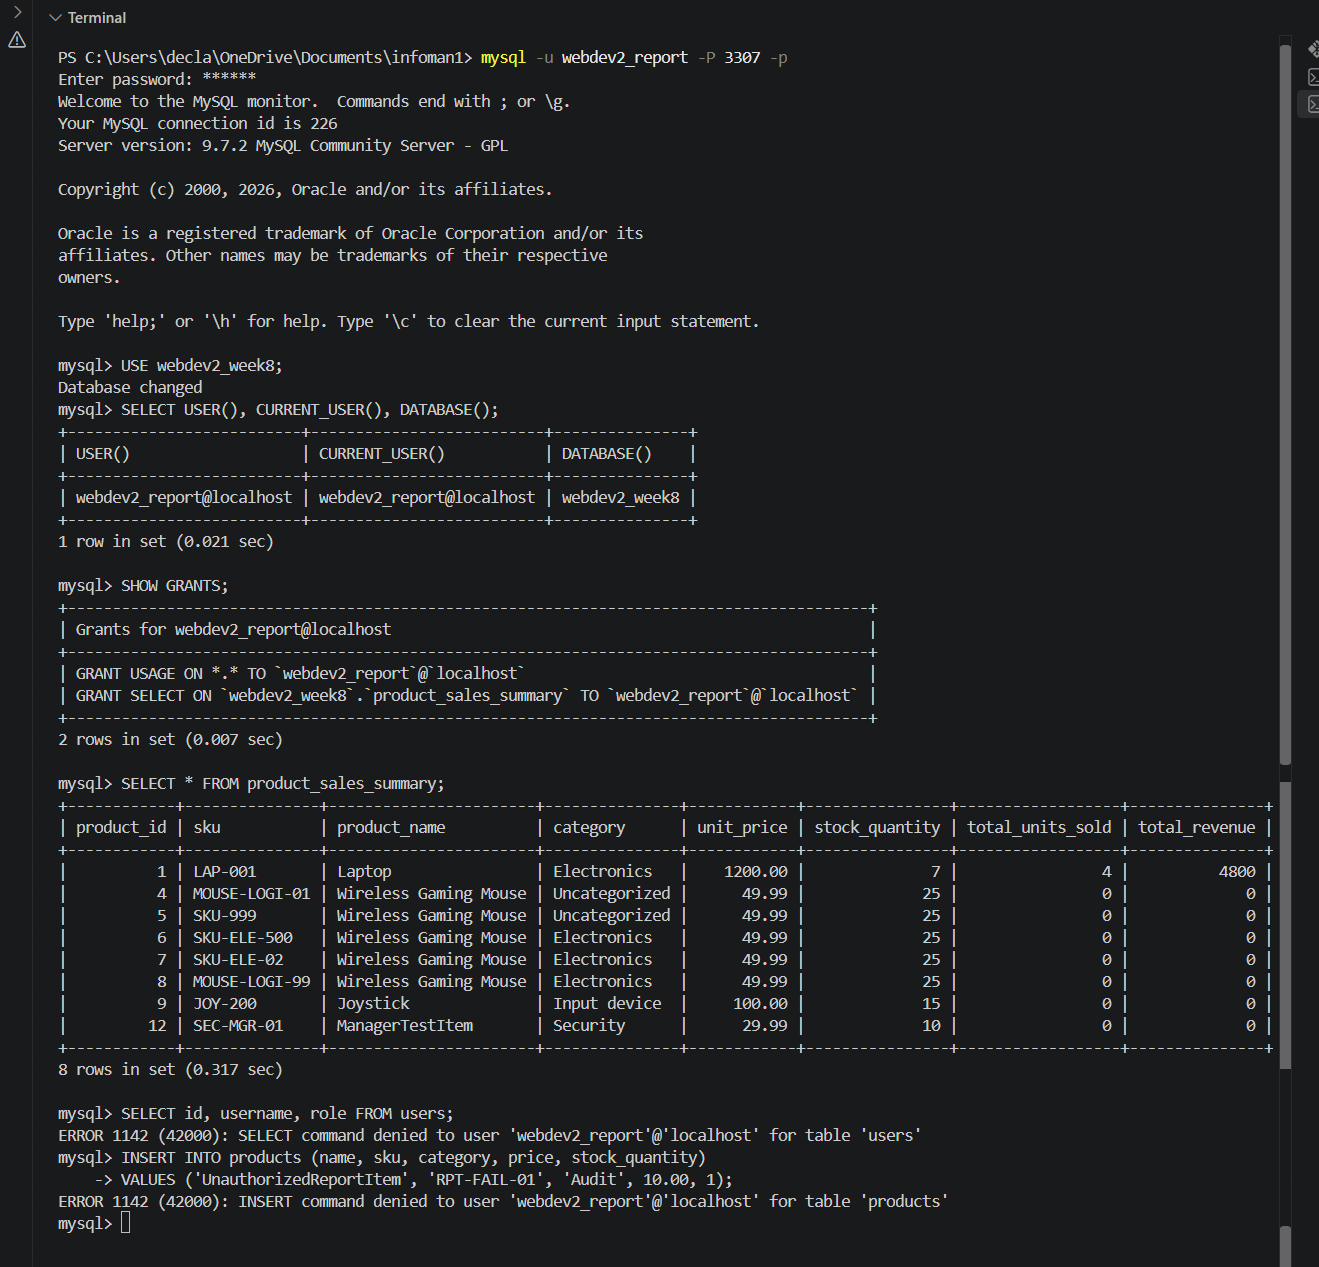 Terminal
PS C:\Users\decla\OneDrive\Documents\infoman1> mysql -u webdev2_report -P 3307 -p
Enter password: ******
Welcome to the MySQL monitor.  Commands end with ; or \g.
Your MySQL connection id is 226
Server version: 9.7.2 MySQL Community Server - GPL
Copyright (c) 2000, 2026, Oracle and/or its affiliates.
Oracle is a registered trademark of Oracle Corporation and/or its
affiliates. Other names may be trademarks of their respective
owners.
Type 'help;' or '\h' for help. Type '\c' to clear the current input statement.
mysql> USE webdev2_week8;
Database changed
mysql> SELECT USER(), CURRENT_USER(), DATABASE();
+--------------------------+--------------------------+---------------+
| USER()                   | CURRENT_USER()           | DATABASE()    |
+--------------------------+--------------------------+---------------+
| webdev2_report@localhost | webdev2_report@localhost | webdev2_week8 |
+--------------------------+--------------------------+---------------+
1 row in set (0.021 sec)
mysql> SHOW GRANTS;
+-----------------------------------------------------------------------------------------+
| Grants for webdev2_report@localhost                                                     |
+-----------------------------------------------------------------------------------------+
| GRANT USAGE ON *.* TO `webdev2_report`@`localhost`                                      |
| GRANT SELECT ON `webdev2_week8`.`product_sales_summary` TO `webdev2_report`@`localhost` |
+-----------------------------------------------------------------------------------------+
2 rows in set (0.007 sec)
mysql> SELECT * FROM product_sales_summary;
+------------+---------------+-----------------------+---------------+------------+----------------+------------------+---------------+
| product_id | sku           | product_name          | category      | unit_price | stock_quantity | total_units_sold | total_revenue |
+------------+---------------+-----------------------+---------------+------------+----------------+------------------+---------------+
|          1 | LAP-001       | Laptop                | Electronics   |    1200.00 |              7 |                4 |          4800 |
|          4 | MOUSE-LOGI-01 | Wireless Gaming Mouse | Uncategorized |      49.99 |             25 |                0 |             0 |
|          5 | SKU-999       | Wireless Gaming Mouse | Uncategorized |      49.99 |             25 |                0 |             0 |
|          6 | SKU-ELE-500   | Wireless Gaming Mouse | Electronics   |      49.99 |             25 |                0 |             0 |
|          7 | SKU-ELE-02    | Wireless Gaming Mouse | Electronics   |      49.99 |             25 |                0 |             0 |
|          8 | MOUSE-LOGI-99 | Wireless Gaming Mouse | Electronics   |      49.99 |             25 |                0 |             0 |
|          9 | JOY-200       | Joystick              | Input device  |     100.00 |             15 |                0 |             0 |
|         12 | SEC-MGR-01    | ManagerTestItem       | Security      |      29.99 |             10 |                0 |             0 |
+------------+---------------+-----------------------+---------------+------------+----------------+------------------+---------------+
8 rows in set (0.317 sec)
mysql> SELECT id, username, role FROM users;
ERROR 1142 (42000): SELECT command denied to user 'webdev2_report'@'localhost' for table 'users'
mysql> INSERT INTO products (name, sku, category, price, stock_quantity)
    -> VALUES ('UnauthorizedReportItem', 'RPT-FAIL-01', 'Audit', 10.00, 1);
ERROR 1142 (42000): INSERT command denied to user 'webdev2_report'@'localhost' for table 'products'
mysql>